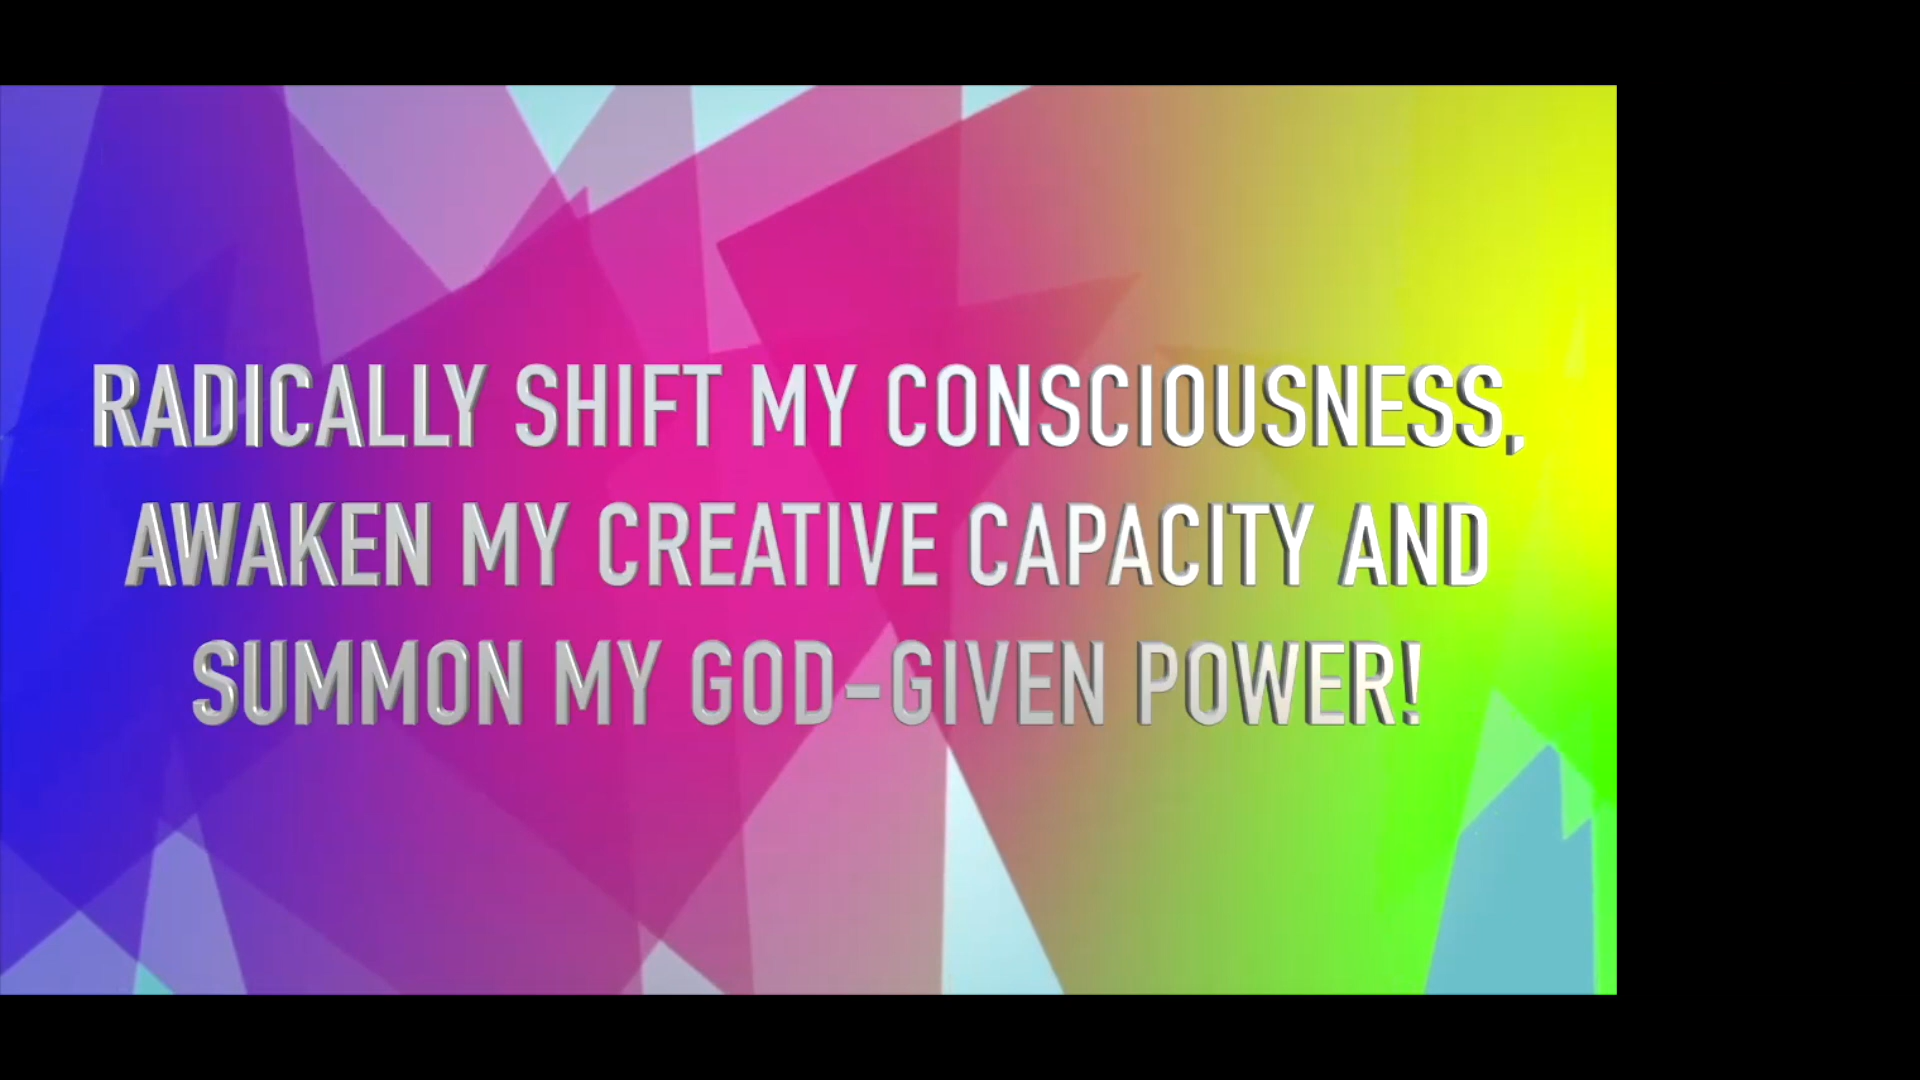 RADICALLY SHIFT MY CONSCIOUSNESS,
AWAKEN MY CREATIVE CAPACITY AND
SUMMON MY GOD-GIVEN POWER!